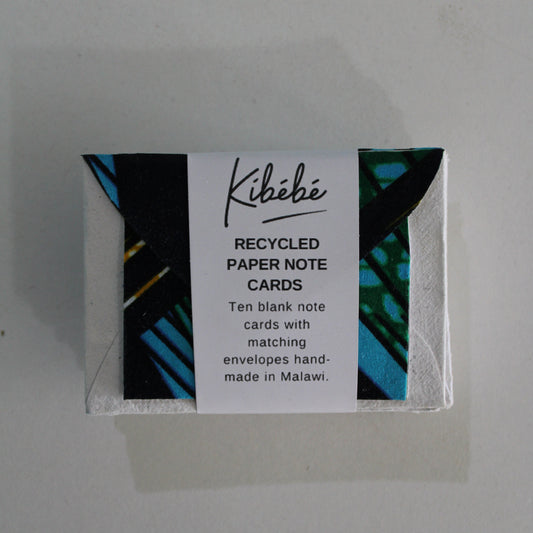 Kibébé
RECYCLED
PAPER NOTE
CARDS
Ten blank note
cards with
matching
envelopes hand-
made in Malawi.